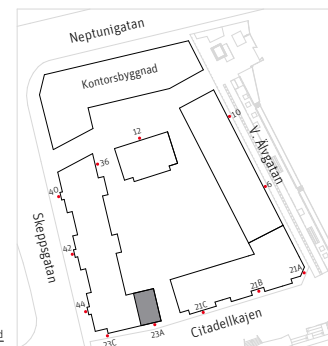 Neptunigatan
Kontorsbyggnad
10
12
36
V. Älvgatan
40
6
Skeppsgatan
42
21A
21B
44
21C
Citadellkajen
23A
23C